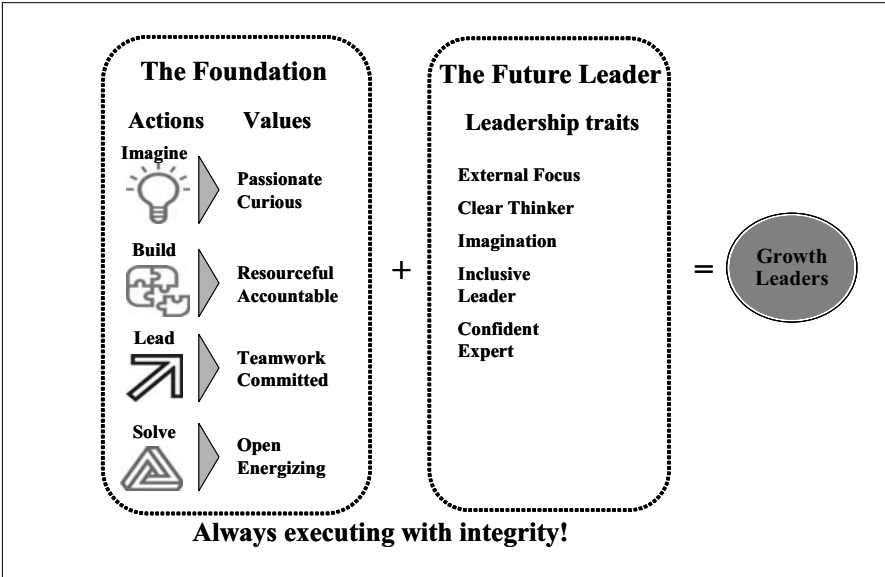 The Foundation
Actions Values
Imagine
Passionate
Curious
Build
Resourceful
Accountable
Lead
Teamwork
Committed
Solve
Open
Energizing
+
The Future Leader
Leadership traits
External Focus
Clear Thinker
Imagination
Inclusive
Leader
Confident
Expert
=
Growth
Leaders
Always executing with integrity!